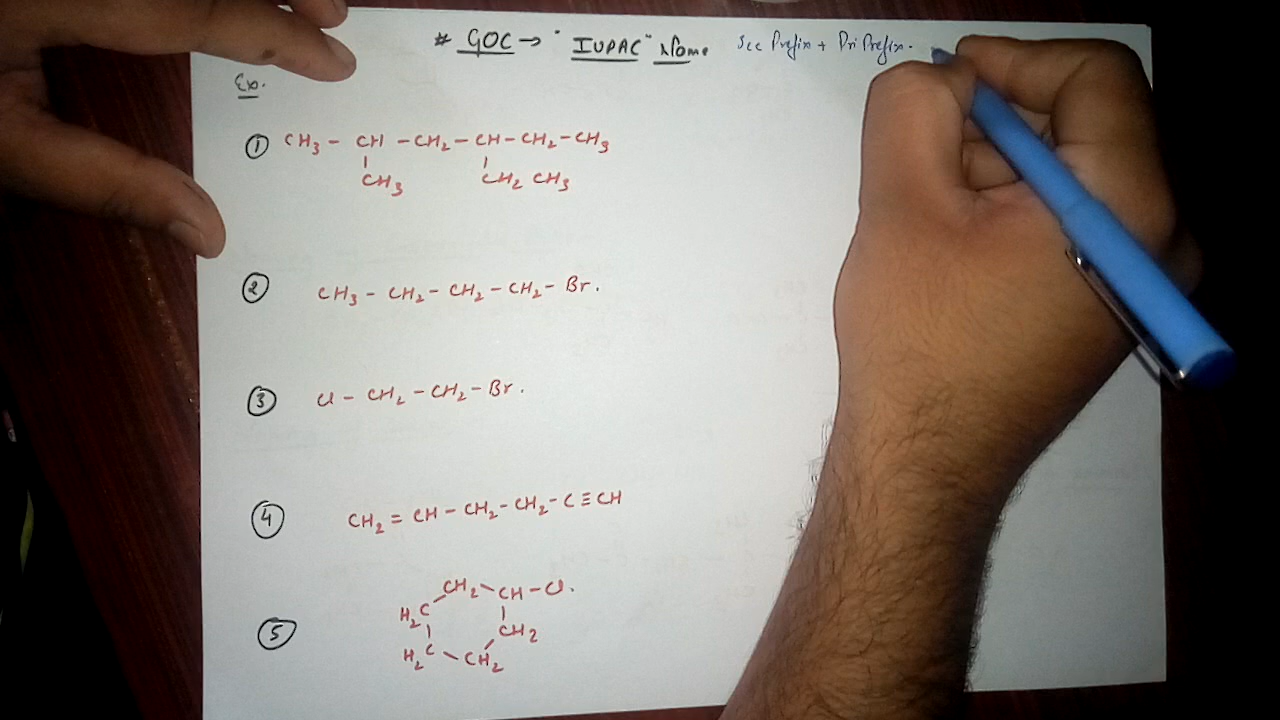 # GOC → "IUPAC" Name Sec Prefix + Pri Prefix.
Ex.
① CH₃ – CH – CH₂ – CH – CH₂ – CH₃
CH₃ CH₂ CH₃
② CH₃ – CH₂ – CH₂ – CH₂ – Br.
③ Cl – CH₂ – CH₂ – Br.
④ CH₂ = CH – CH₂ – CH₂ – C ≡ CH
⑤ CH₂ CH – Cl.
H₂C
CH₂
H₂C CH₂